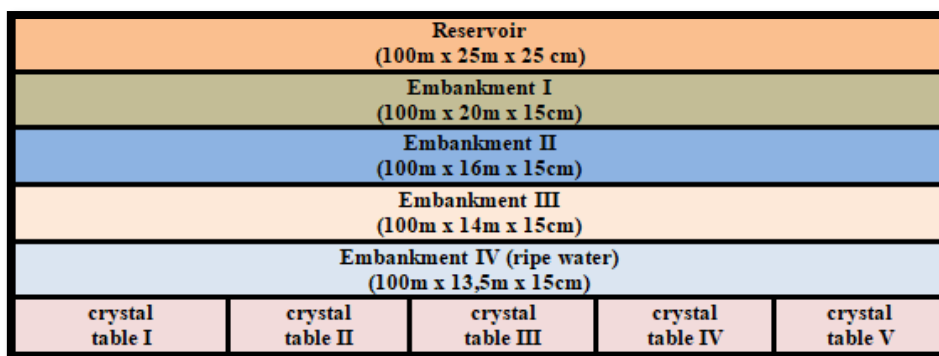 Reservoir
(100m x 25m x 25 cm)
Embankment I
(100m x 20m x 15cm)
Embankment II
(100m x 16m x 15cm)
Embankment III
(100m x 14m x 15cm)
Embankment IV (ripe water)
(100m x 13,5m x 15cm)
crystal table I
crystal table II
crystal table III
crystal table IV
crystal table V